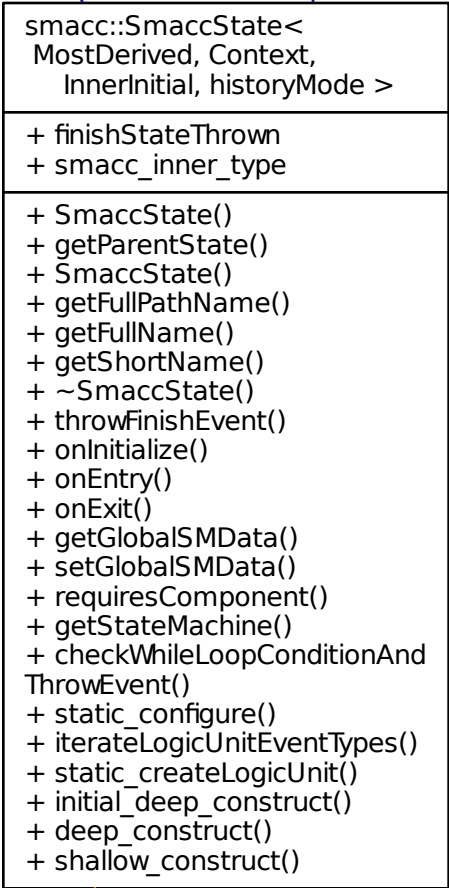 smacc::SmaccState<
MostDerived, Context,
InnerInitial, historyMode >
+ finishStateThrown
+ smacc_inner_type
+ SmaccState()
+ getParentState()
+ SmaccState()
+ getFullPathName()
+ getFullName()
+ getShortName()
+ ~SmaccState()
+ throwFinishEvent()
+ onInitialize()
+ onEntry()
+ onExit()
+ getGlobalSMData()
+ setGlobalSMData()
+ requiresComponent()
+ getStateMachine()
+ checkWhileLoopConditionAnd
ThrowEvent()
+ static_configure()
+ iterateLogicUnitEventTypes()
+ static_createLogicUnit()
+ initial_deep_construct()
+ deep_construct()
+ shallow_construct()